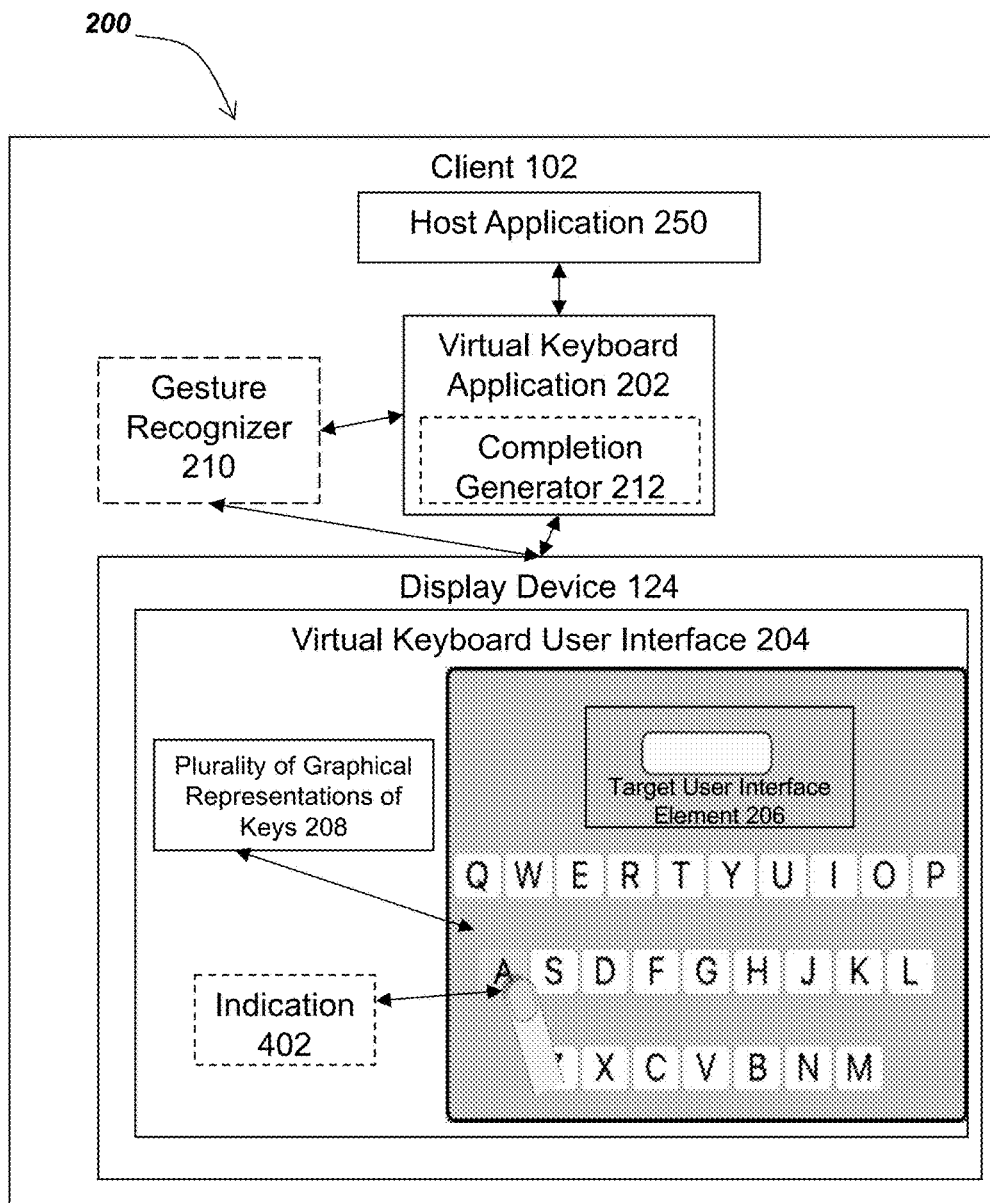 200
Client 102
Host Application 250
Virtual Keyboard
Application 202
Completion
Generator 212
Gesture
Recognizer
210
Display Device 124
Virtual Keyboard User Interface 204
Target User Interface
Element 206
Plurality of Graphical
Representations of
Keys 208
Q W E R T Y U I O P
A S D F G H J K L
Indication
402
X C V B N M